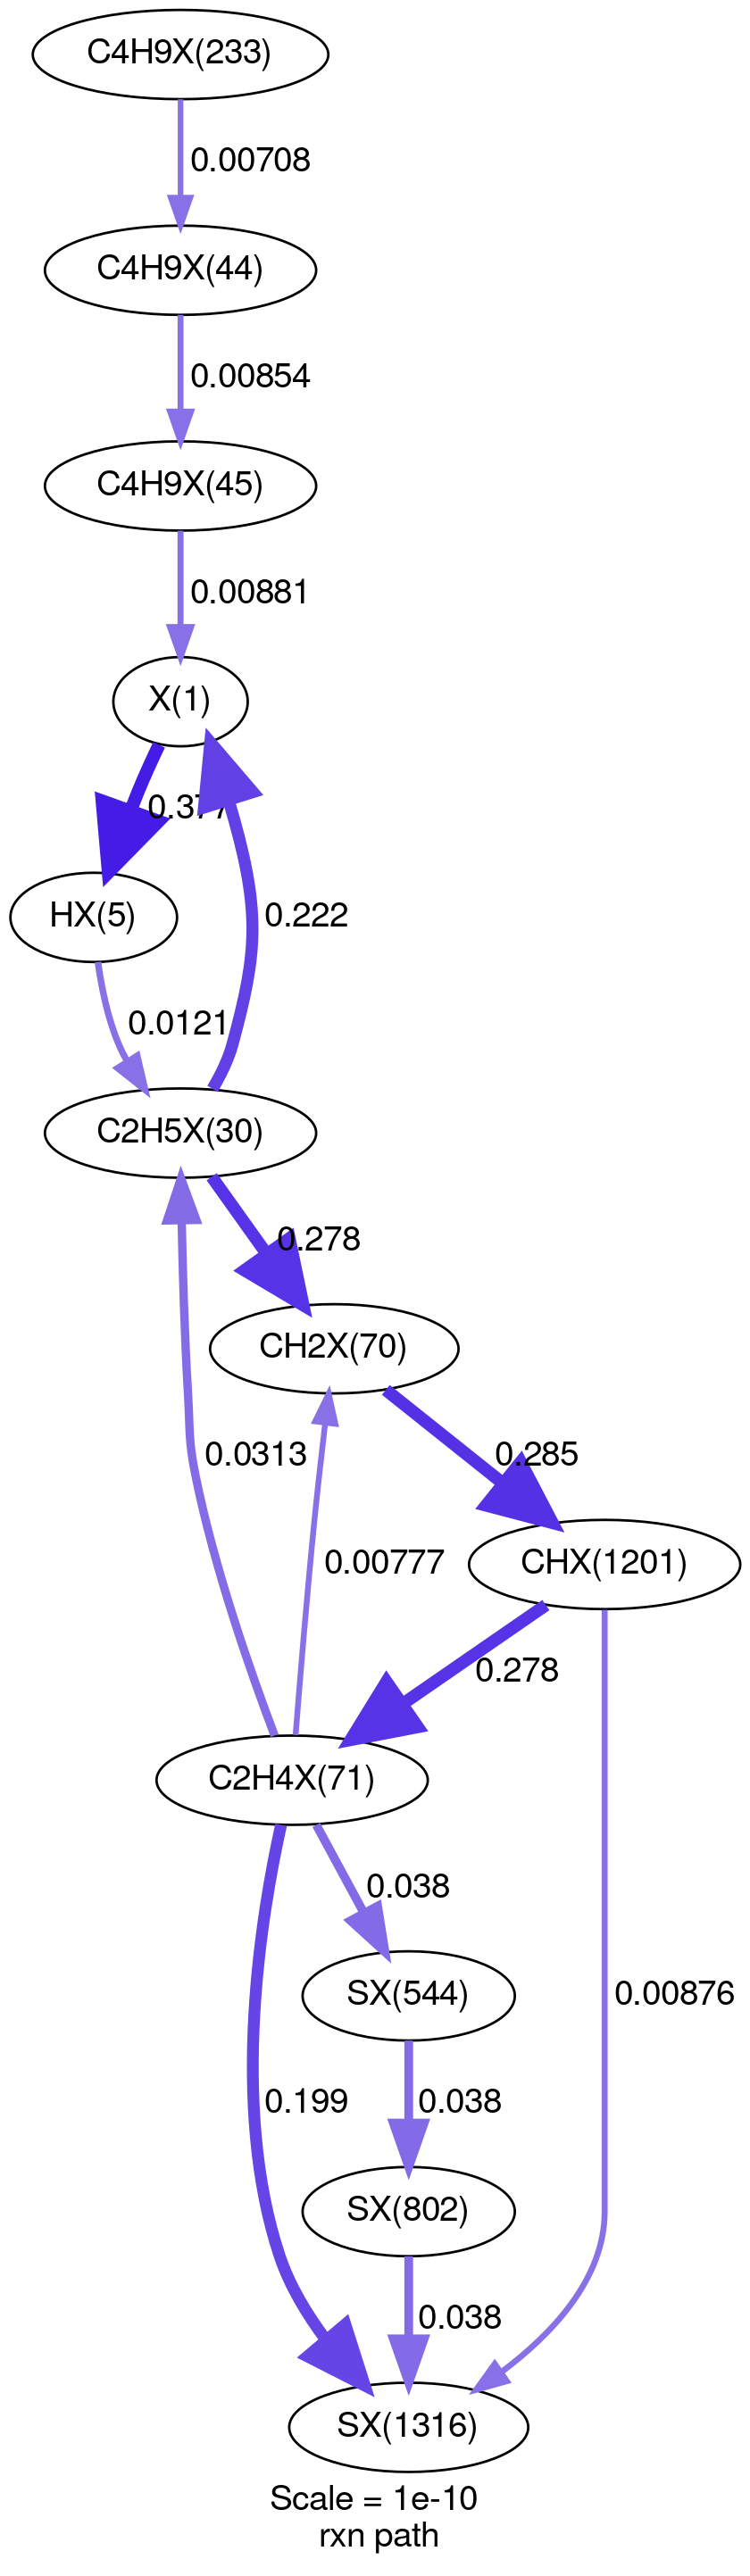 C4H9X(233)
0.00708
C4H9X(44)
0.00854
C4H9X(45)
0.00881
X(1)
0.377
HX(5)
0.222
0.0121
C2H5X(30)
0.278
CH2X(70)
0.0313
0.285
0.00777
CHX(1201)
0.278
C2H4X(71)
0.038
SX(544)
0.00876
0.199
0.038
SX(802)
0.038
SX(1316)
Scale = 1e-10
rxn path